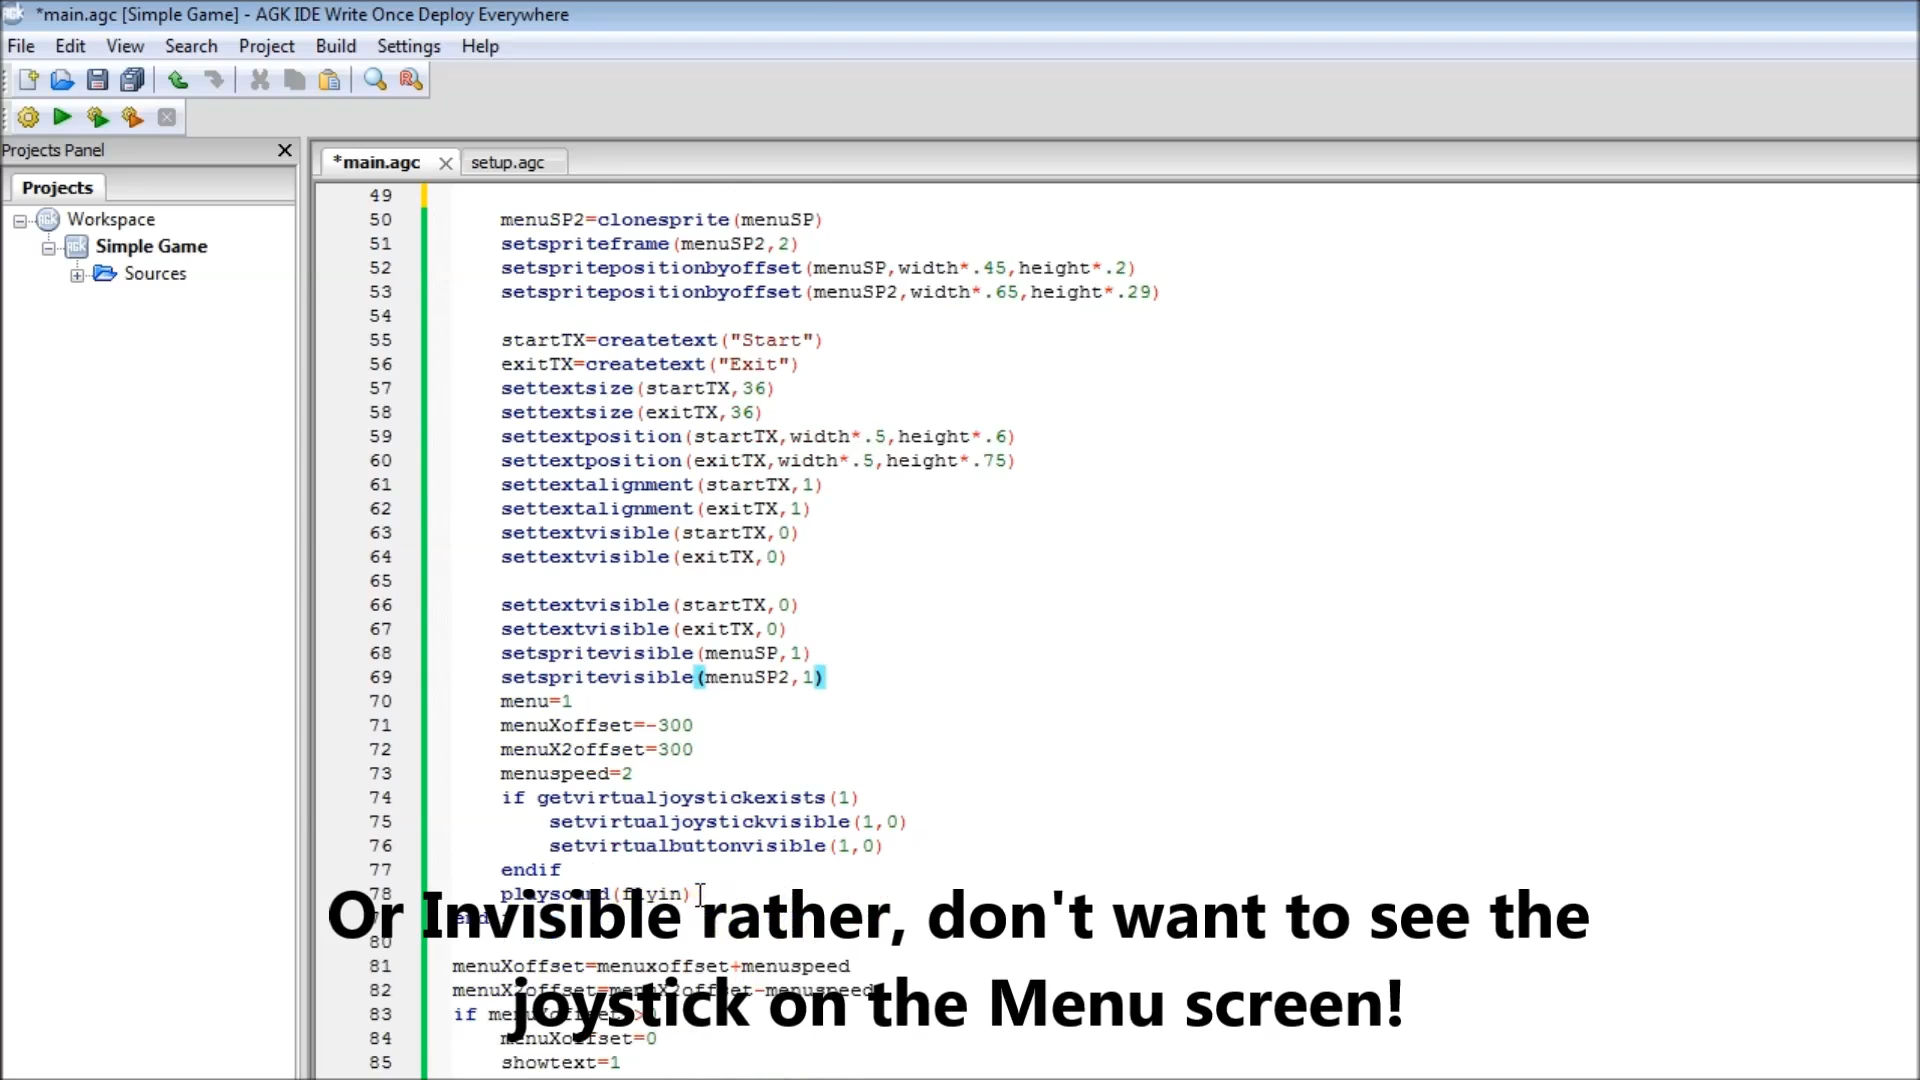 *main.agc [Simple Game] - AGK IDE Write Once Deploy Everywhere
File Edit View Search Project Build Settings Help
Projects Panel
Projects
Workspace
Simple Game
Sources
*main.agc setup.agc
49
50 menuSP2=clonesprite(menuSP)
51 setspriteframe(menuSP2,2)
52 setspritepositionbyoffset(menuSP,width*.45,height*.2)
53 setspritepositionbyoffset(menuSP2,width*.65,height*.29)
54
55 startTX=createtext("Start")
56 exitTX=createtext("Exit")
57 settextsize(startTX,36)
58 settextsize(exitTX,36)
59 settextposition(startTX,width*.5,height*.6)
60 settextposition(exitTX,width*.5,height*.75)
61 settextalignment(startTX,1)
62 settextalignment(exitTX,1)
63 settextvisible(startTX,0)
64 settextvisible(exitTX,0)
65
66 settextvisible(startTX,0)
67 settextvisible(exitTX,0)
68 setspritevisible(menuSP,1)
69 setspritevisible(menuSP2,1)
70 menu=1
71 menuXoffset=-300
72 menuX2offset=300
73 menuspeed=2
74 if getvirtualjoystickexists(1)
75 setvirtualjoystickvisible(1,0)
76 setvirtualbuttonvisible(1,0)
77 endif
78 playsound(flyin)
Or Invisible rather, don't want to see the
80
81 menuXoffset=menuxoffset+menuspeed
82 menuX2offset=menuX2offset-menuspeed
83 if
joystick on the Menu screen!
84 menuXoffset=0
85 showtext=1